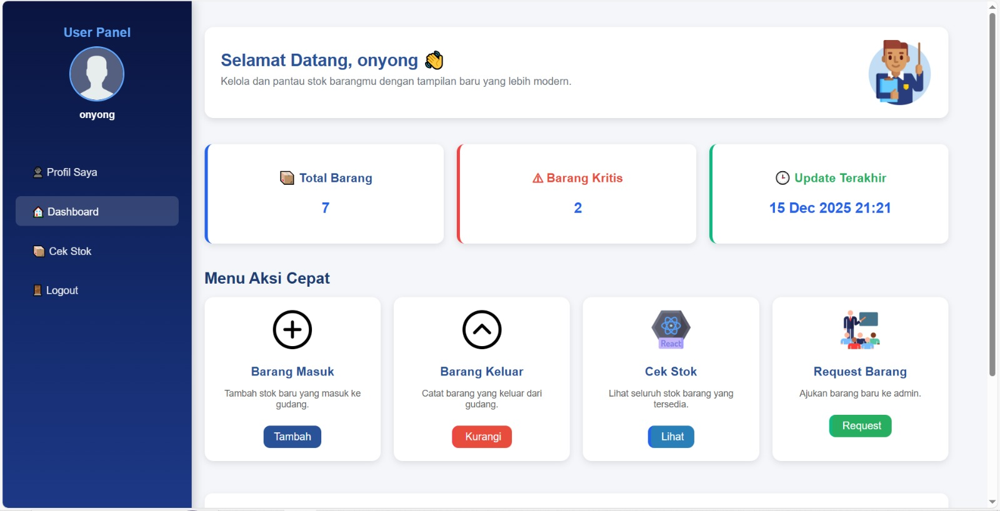 User Panel
onyong
Profil Saya
Dashboard
Cek Stok
Logout
Selamat Datang, onyong 👋
Kelola dan pantau stok barangmu dengan tampilan baru yang lebih modern.
Total Barang
7
Barang Kritis
2
Update Terakhir
15 Dec 2025 21:21
Menu Aksi Cepat
Barang Masuk
Tambah stok baru yang masuk ke
gudang.
Tambah
Barang Keluar
Catat barang yang keluar dari
gudang.
Kurangi
React
Cek Stok
Lihat seluruh stok barang yang
tersedia.
Lihat
Request Barang
Ajukan barang baru ke admin.
Request